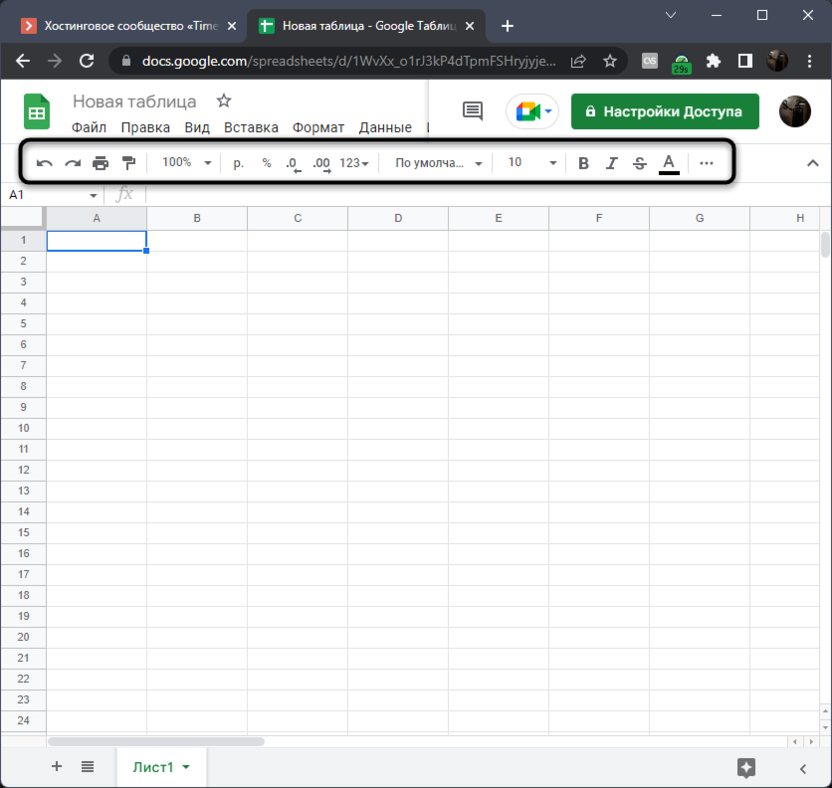 Хостинговое сообщество «Time
Новая таблица - Google Таблиц
docs.google.com/spreadsheets/d/1WvXx_o1rJ3kP4dTpmFSHryjyje...
29s
Новая таблица
Настройки Доступа
Файл Правка Вид Вставка Формат Данные
100% р. % .0 .00 123 По умолча... 10 B I S A ...
A1 fx
A B C D E F G H
1
2
3
4
5
6
7
8
9
10
11
12
13
14
15
16
17
18
19
20
21
22
23
24
Лист1